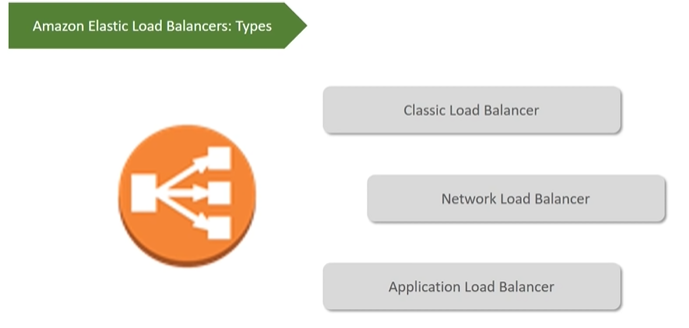 Amazon Elastic Load Balancers: Types
Classic Load Balancer
Network Load Balancer
Application Load Balancer